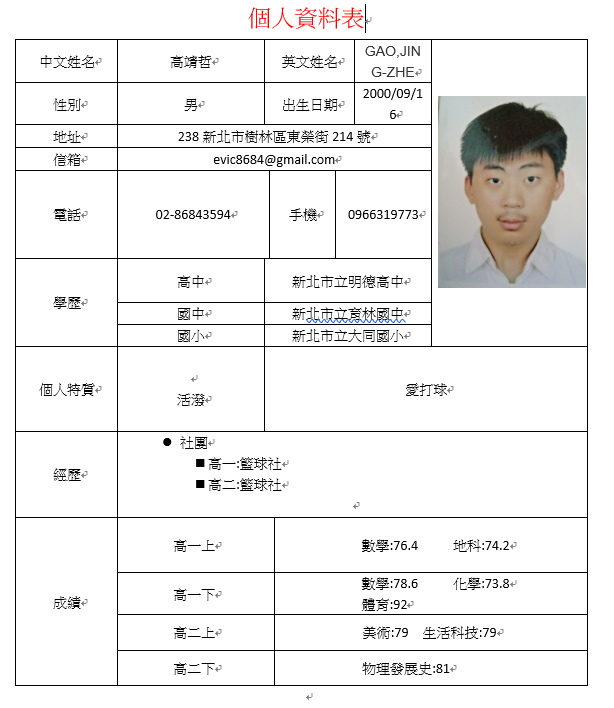 個人資料表
中文姓名 高靖哲 英文姓名 GAO,JIN
G-ZHE
性別 男 出生日期 2000/09/1
6
地址 238 新北市樹林區東榮街 214 號
信箱 evic8684@gmail.com
電話 02-86843594 手機 0966319773
學歷
高中 新北市立明德高中
國中 新北市立育林國中
國小 新北市立大同國小
個人特質 活潑 愛打球
經歷
● 社團
■ 高一:籃球社
■ 高二:籃球社
成績
高一上 數學:76.4 地科:74.2
高一下 數學:78.6 化學:73.8
體育:92
高二上 美術:79 生活科技:79
高二下 物理發展史:81